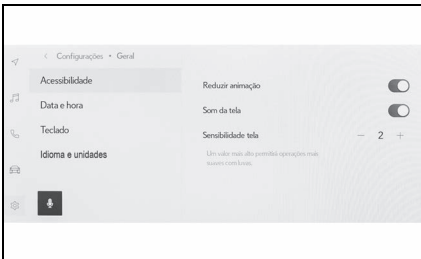 < Configurações • Geral
Acessibilidade
Data e hora
Teclado
Idioma e unidades
Reduzir animação
Som da tela
Sensibilidade tela − 2 +
Um valor mais alto permitirá operações mais
suaves com luvas.